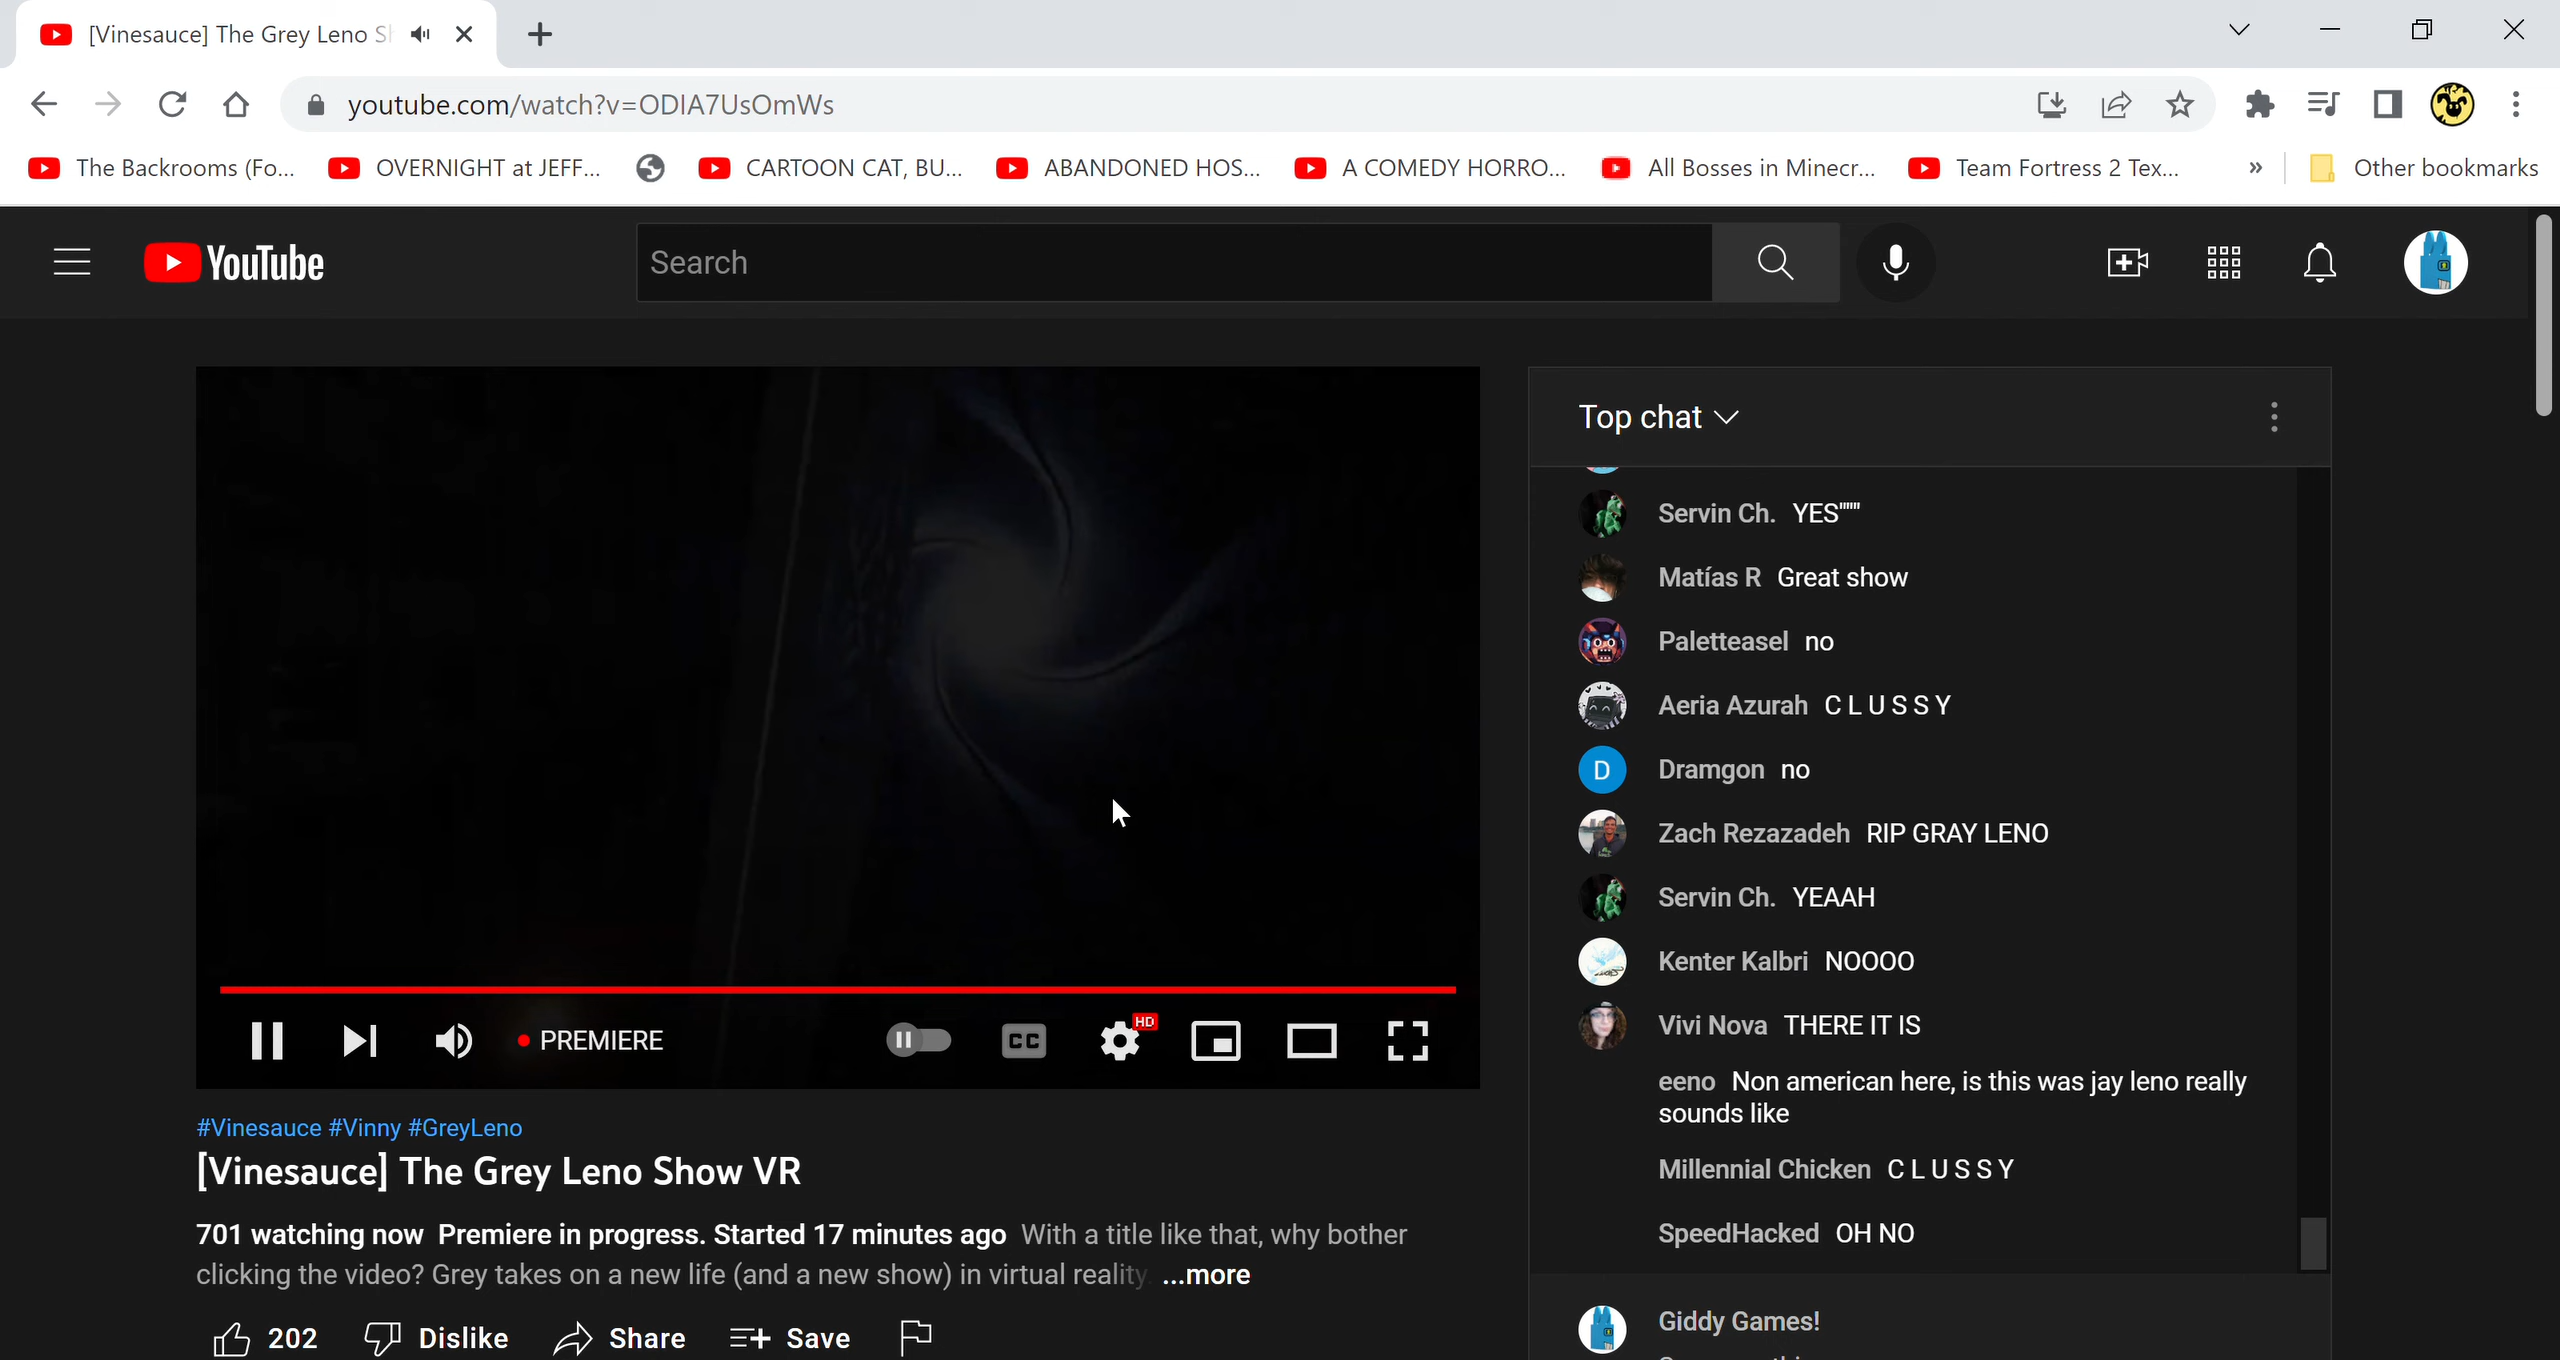 [Vinesauce] The Grey Leno
youtube.com/watch?v=ODIA7UsOmWs
The Backrooms (Fo...
OVERNIGHT at JEFF...
CARTOON CAT, BU...
ABANDONED HOS...
A COMEDY HORRO...
All Bosses in Minecr...
Team Fortress 2 Tex...
»
Other bookmarks
YouTube
Search
Top chat
Servin Ch. YES"""
Matías R Great show
Paletteasel no
Aeria Azurah C L U S S Y
D Dramgon no
Zach Rezazadeh RIP GRAY LENO
Servin Ch. YEAAH
Kenter Kalbri NOOOO
Vivi Nova THERE IT IS
eeno Non american here, is this was jay leno really
sounds like
Millennial Chicken C L U S S Y
SpeedHacked OH NO
Giddy Games!
PREMIERE
CC
HD
#Vinesauce #Vinny #GreyLeno
[Vinesauce] The Grey Leno Show VR
701 watching now Premiere in progress. Started 17 minutes ago With a title like that, why bother
clicking the video? Grey takes on a new life (and a new show) in virtual reality. ...more
202
Dislike
Share
Save